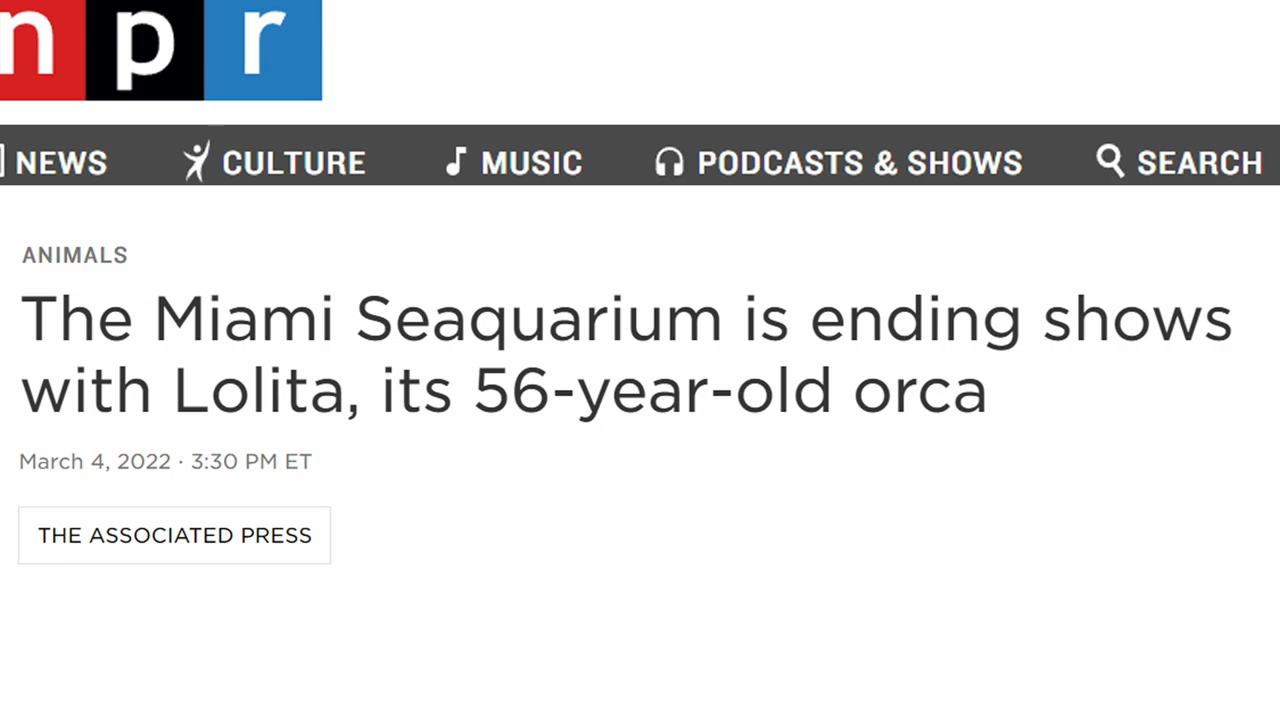 npr
NEWS CULTURE MUSIC PODCASTS & SHOWS SEARCH
ANIMALS
The Miami Seaquarium is ending shows
with Lolita, its 56-year-old orca
March 4, 2022 · 3:30 PM ET
THE ASSOCIATED PRESS